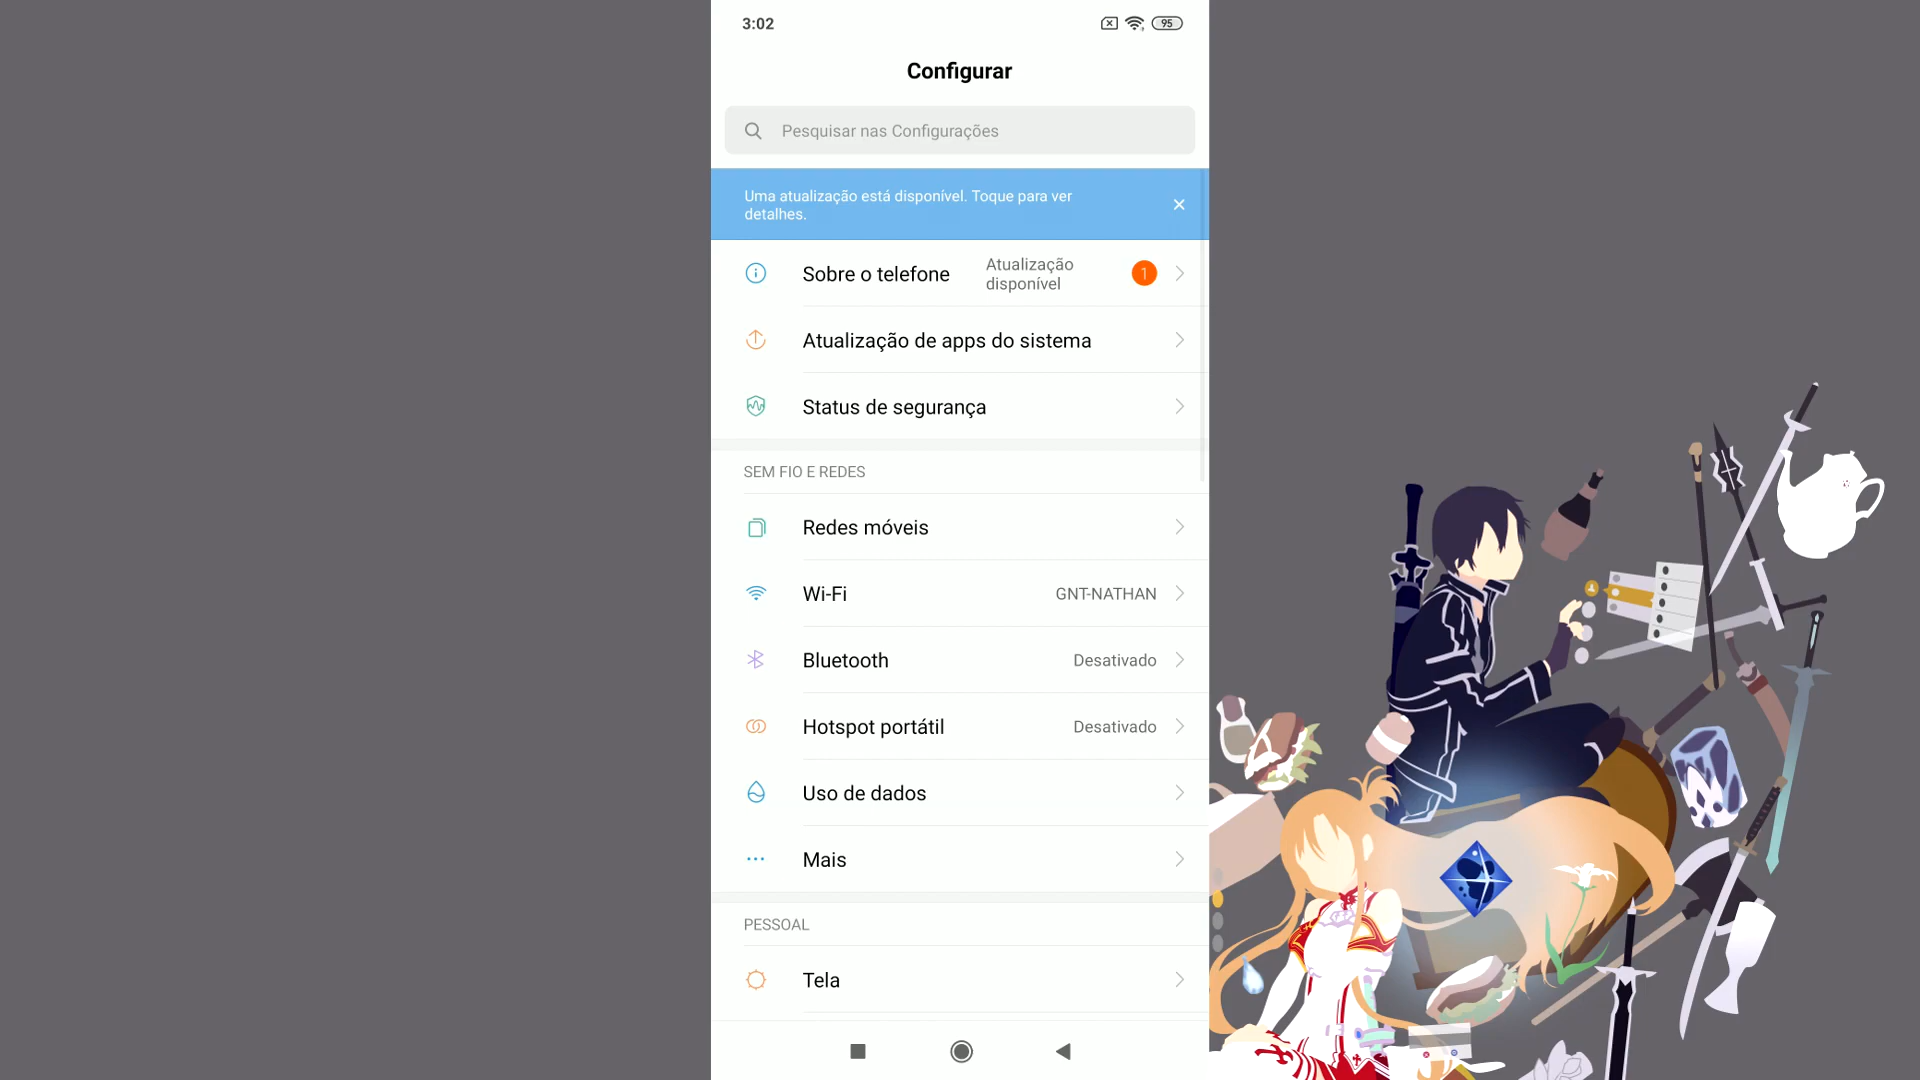 3:02
95
Configurar
Pesquisar nas Configurações
Uma atualização está disponível. Toque para ver
detalhes.
Sobre o telefone
Atualização
disponível
1
Atualização de apps do sistema
Status de segurança
SEM FIO E REDES
Redes móveis
Wi-Fi
GNT-NATHAN
Bluetooth
Desativado
Hotspot portátil
Desativado
Uso de dados
Mais
PESSOAL
Tela